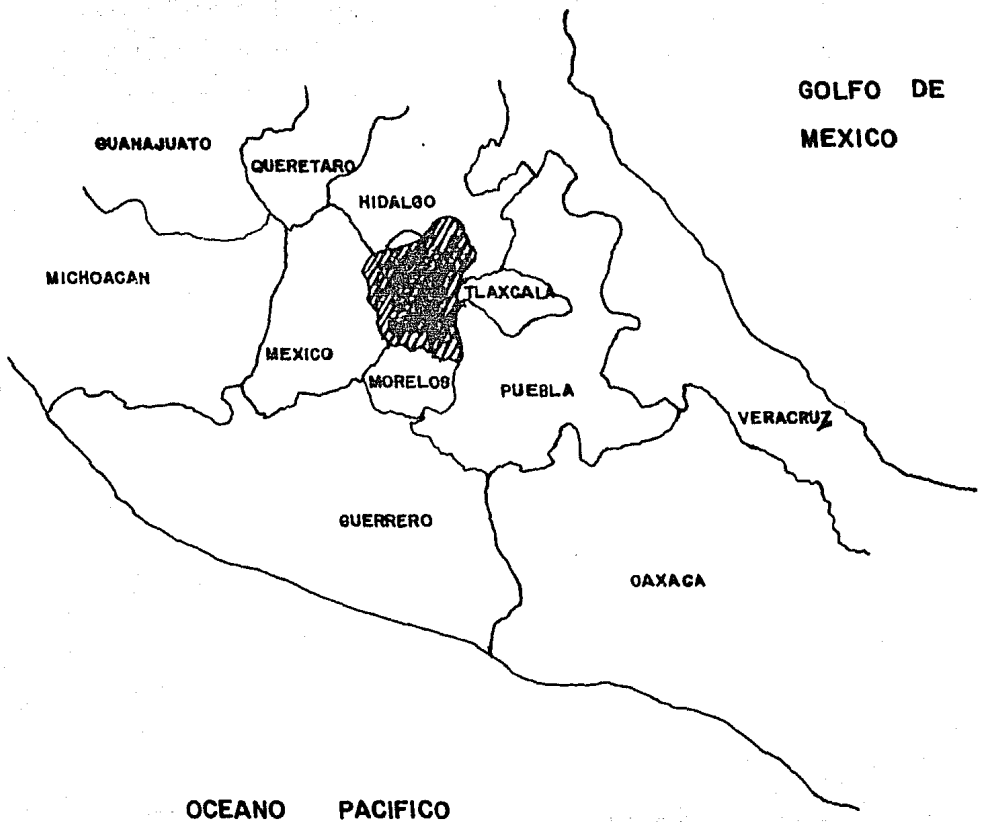 GOLFO DE
MEXICO
GUANAJUATO
QUERETARO
HIDALGO
MICHOACAN
TLAXCALA
MEXICO
MORELOS
PUEBLA
VERACRUZ
GUERRERO
OAXACA
OCEANO PACIFICO